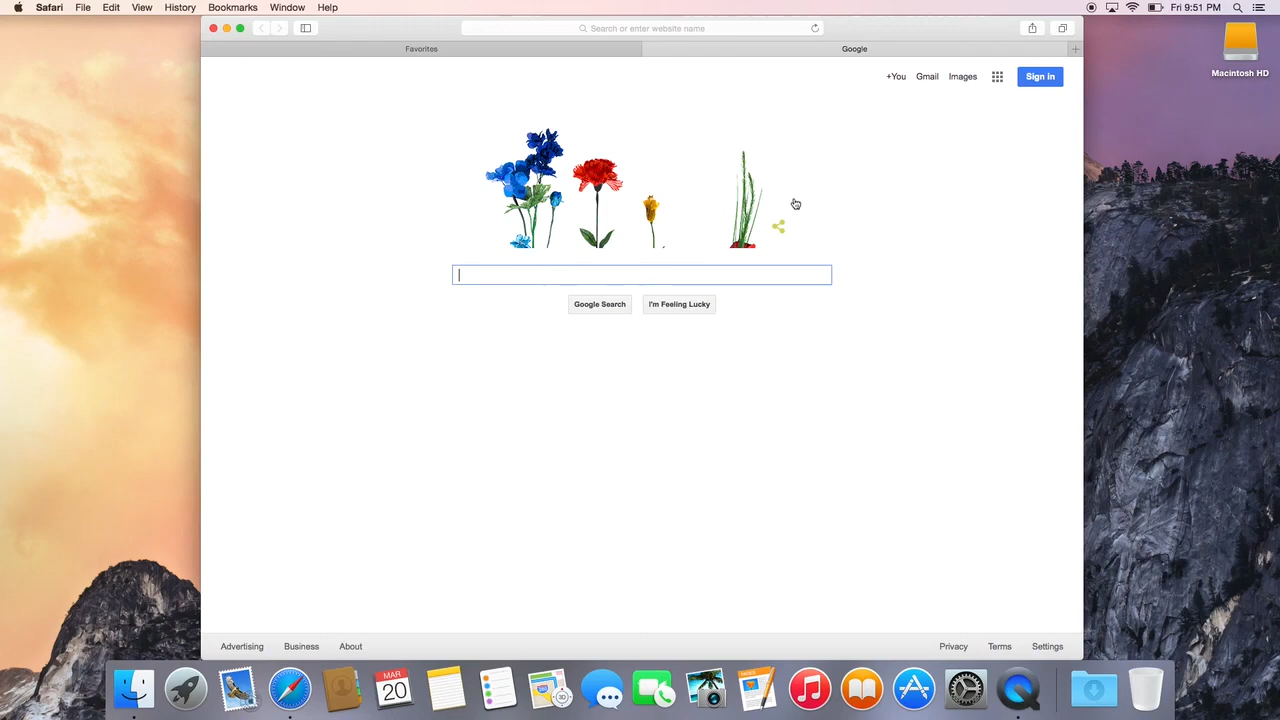 Safari File Edit View History Bookmarks Window Help Fri 9:51 PM
Search or enter website name
Favorites Google
Macintosh HD
+You Gmail Images Sign in
Google Search I'm Feeling Lucky
Advertising Business About Privacy Terms Settings
MAR
20
3D